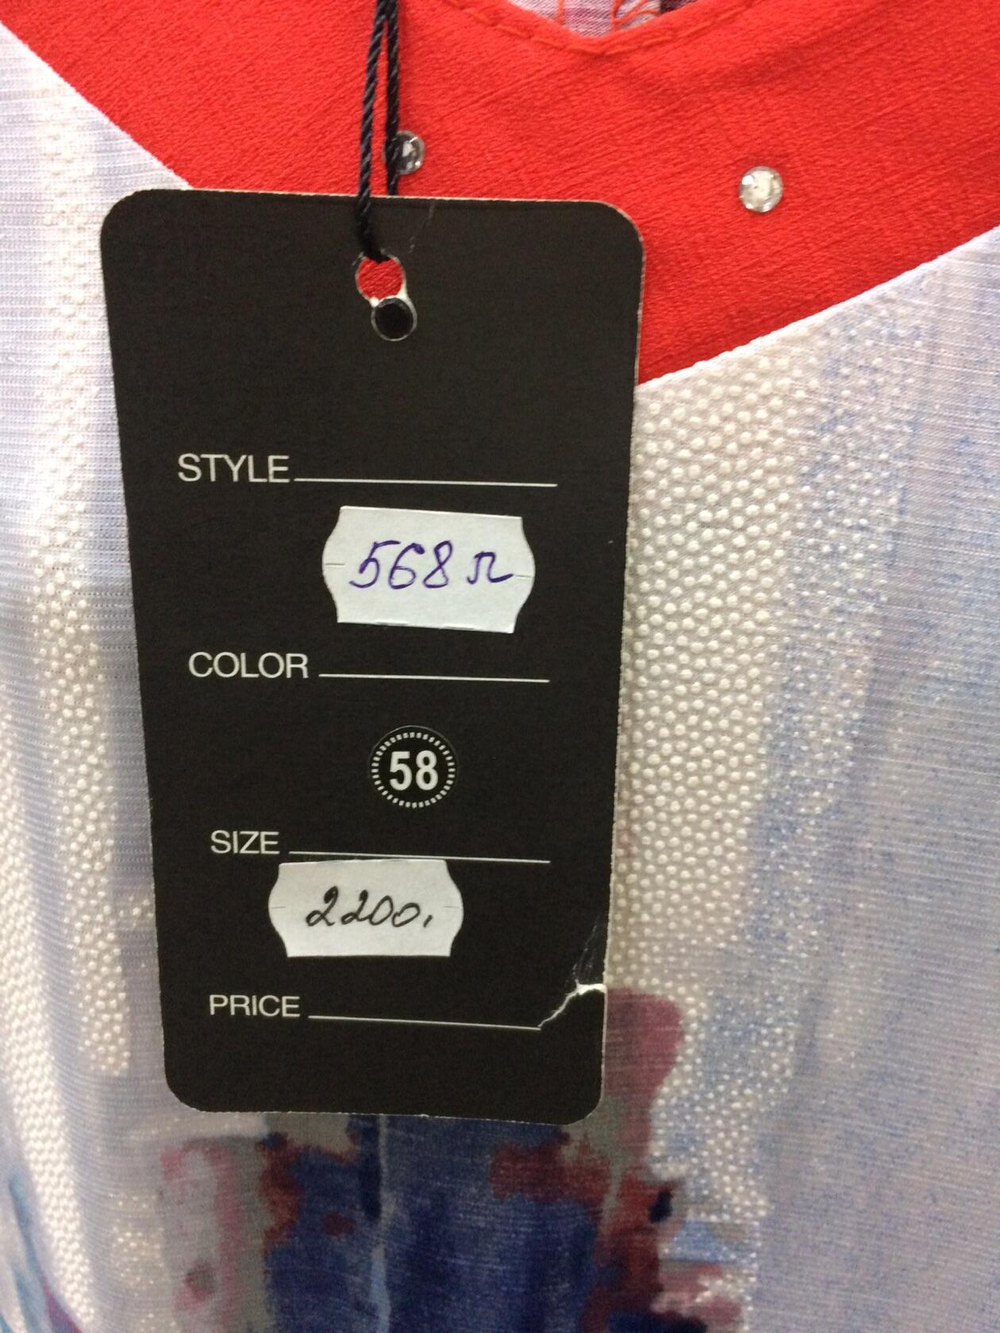 STYLE
568 л
COLOR
58
SIZE
2200,
PRICE